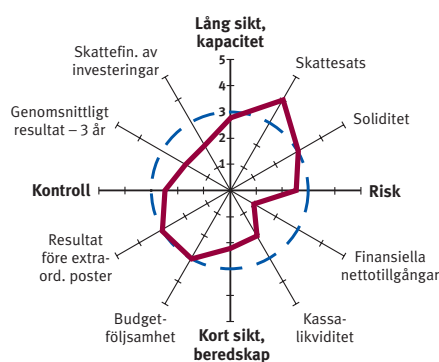 Lång sikt,
kapacitet
Skattefin. av
investeringar
Skattesats
Genomsnittligt
resultat – 3 år
Soliditet
5
4
3
2
1
0
Kontroll
Risk
Resultat
före extra-
ord. poster
Finansiella
nettotillgångar
Budget-
följsamhet
Kassa-
likviditet
Kort sikt,
beredskap